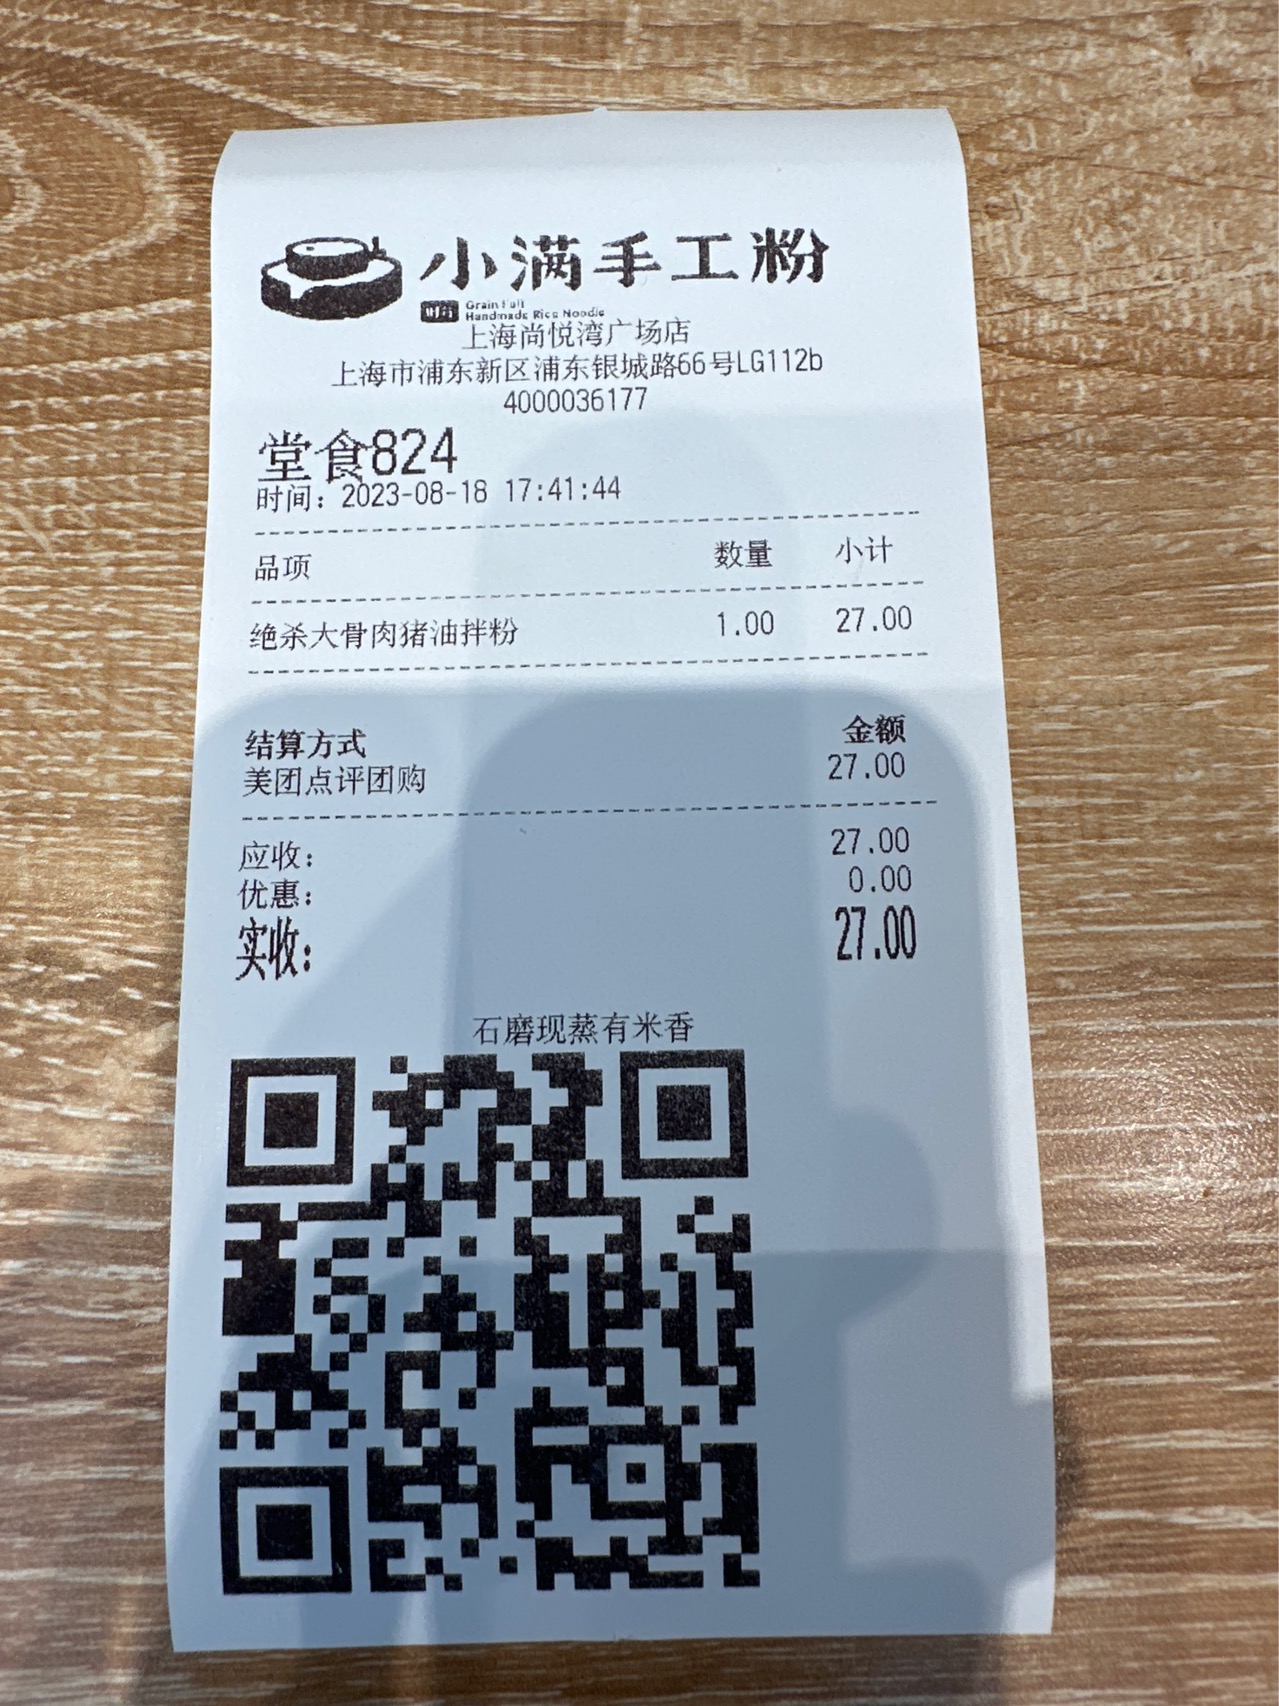 小满手工粉
Grain Full
Handmade Rice Noodle
上海尚悦湾广场店
上海市浦东新区浦东银城路66号LG112b
4000036177
堂食824
时间：2023-08-18 17:41:44
品项 数量 小计
绝杀大骨肉猪油拌粉 1.00 27.00
结算方式 金额
美团点评团购 27.00
应收： 27.00
优惠： 0.00
实收： 27.00
石磨现蒸有米香